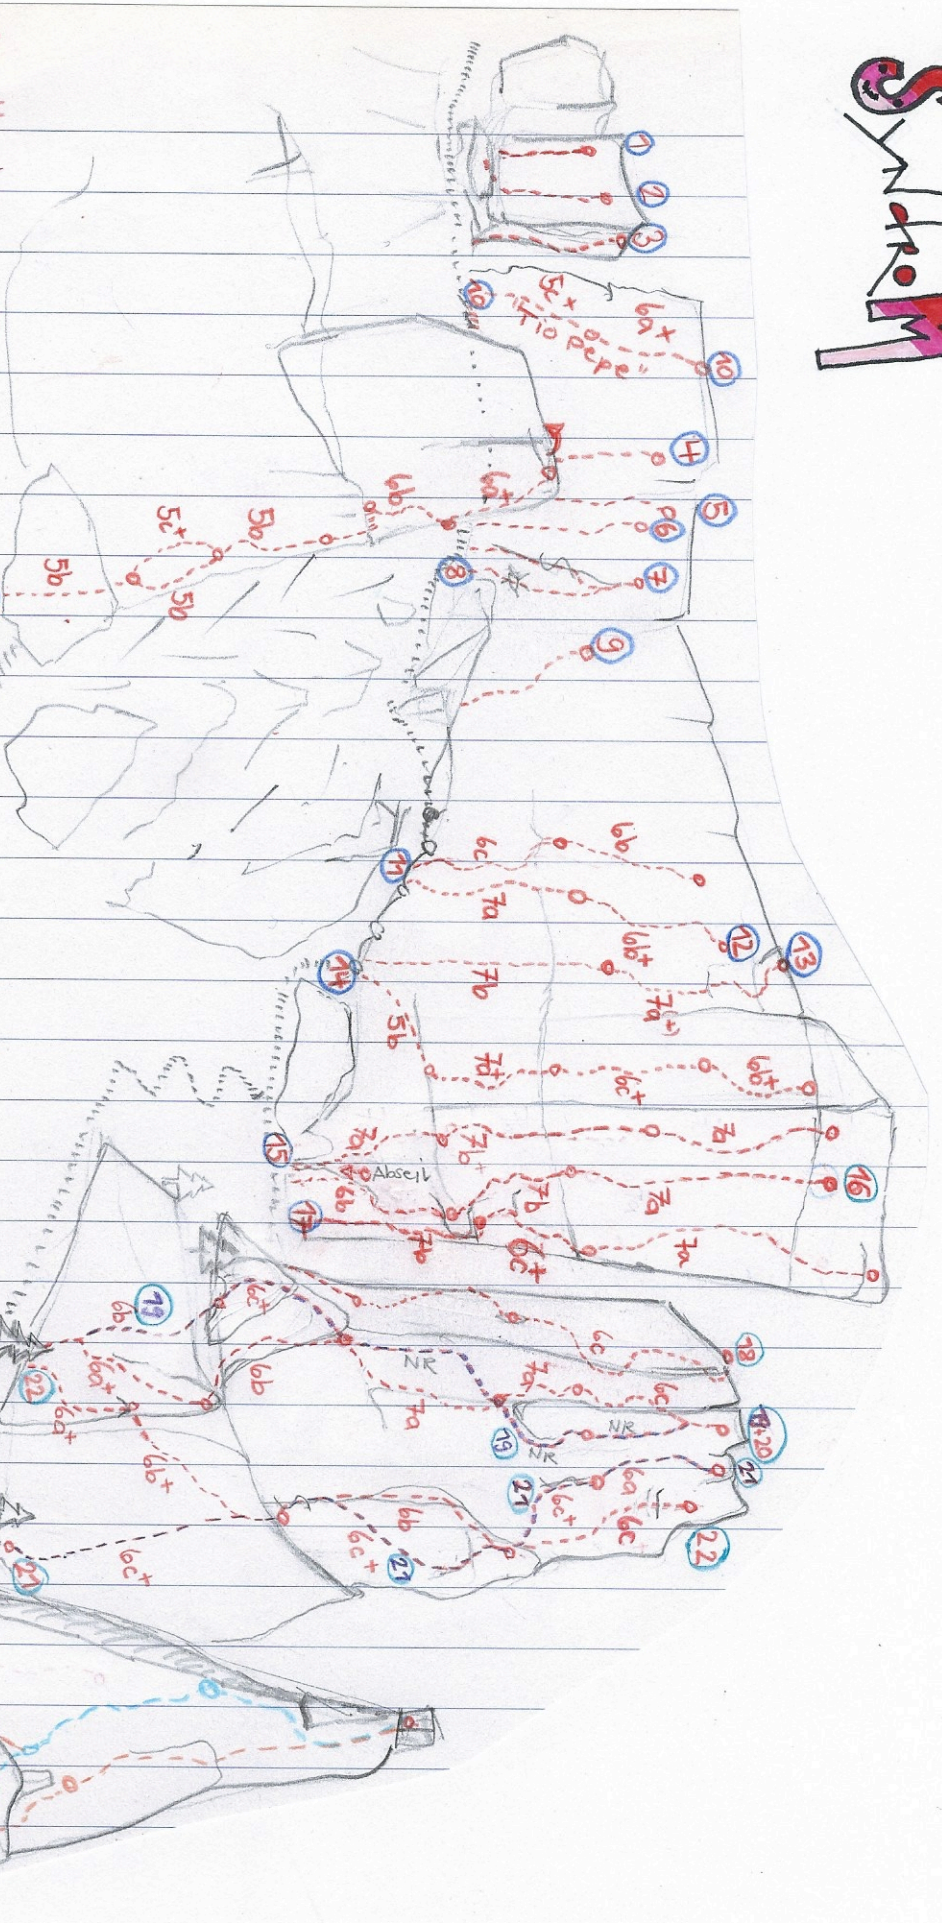 SYNDROM
1
2
3
10
5c+
6a+
"Tio pepe"
10
4
5
6
7
8
9
6a+
6b
5b
5c+
5b
5b
11
6c
6b
7a
12
13
6b+
7a(+)
14
7b
5b
7a+
6c+
6b+
15
7a
7b+
7a
Abseil
16
6b
7b
7a
17
7b
6c+
7a
18
6c+
6c
19
6b
NR
7a
6c
19+20
6b
7a
NR
19
NR
22
6a+
6a+
21
21
6a
6c+
6c
22
6b+
6b
6c+
21
6c+
21